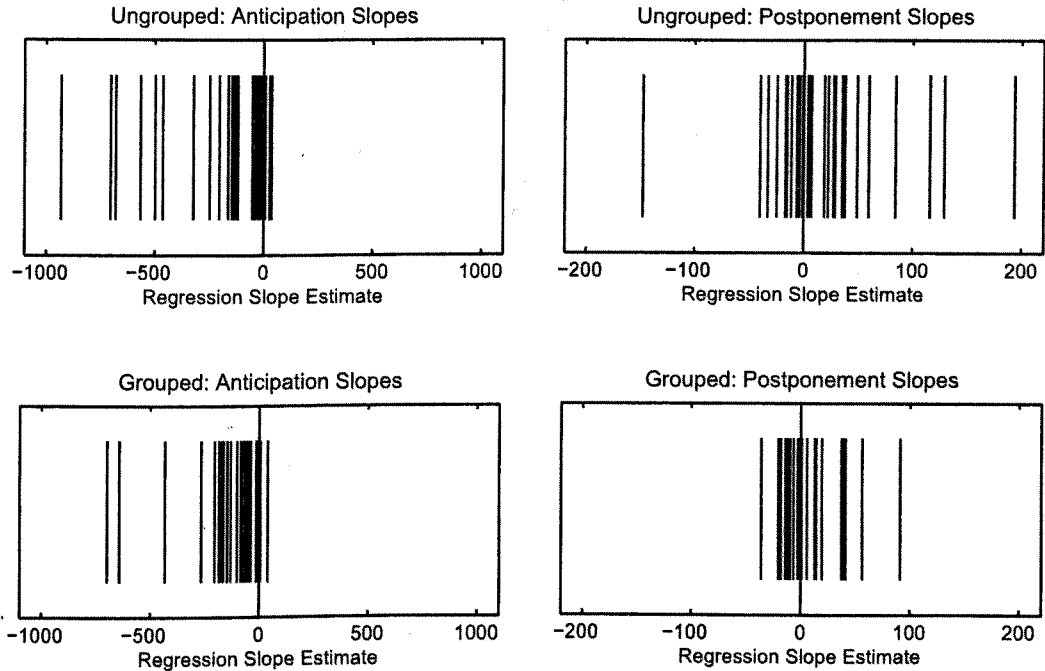 Ungrouped: Anticipation Slopes
−1000 −500 0 500 1000
Regression Slope Estimate
Ungrouped: Postponement Slopes
−200 −100 0 100 200
Regression Slope Estimate
Grouped: Anticipation Slopes
−1000 −500 0 500 1000
Regression Slope Estimate
Grouped: Postponement Slopes
−200 −100 0 100 200
Regression Slope Estimate